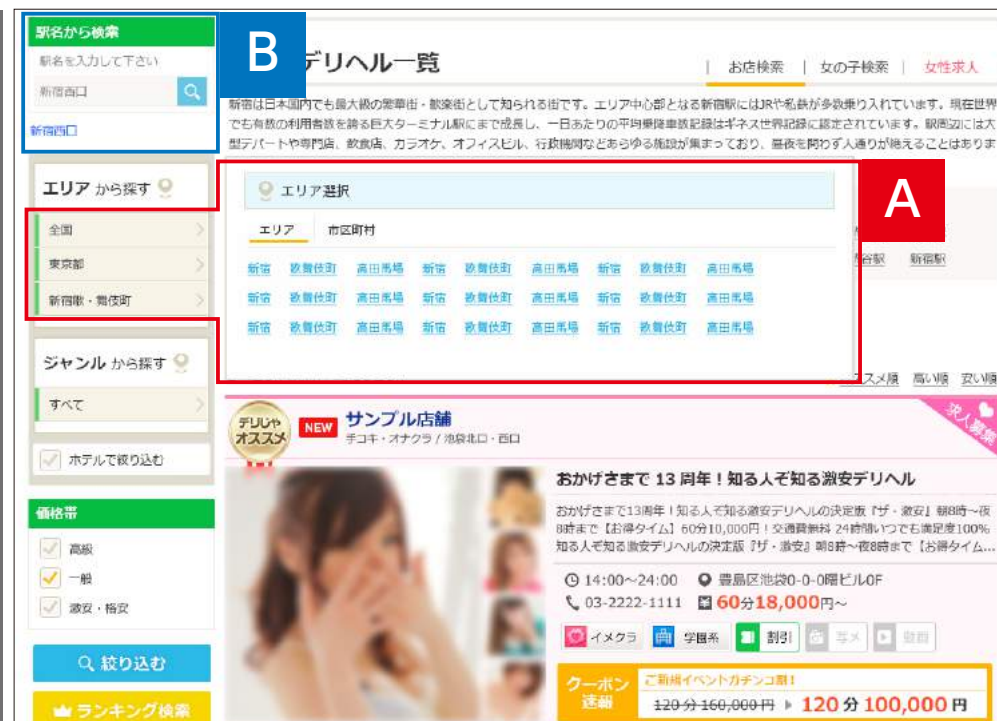 駅名から検索
駅名を入力して下さい
新宿西口
新宿西口
B
デリヘル一覧
お店検索
女の子検索
女性求人
新宿は日本国内でも最大級の繁華街・歓楽街として知られる街です。エリア中心部となる新宿駅にはJRや私鉄が多数乗り入れています。現在世界
でも有数の利用者数を誇る巨大ターミナル駅にまで成長し、一日あたりの平均乗降車数記録はギネス世界記録に認定されています。駅周辺には大
型デパートや専門店、飲食店、カラオケ、オフィスビル、行政機関などあらゆる施設が集まっており、昼夜を問わず人通りが絶えることはありま
エリア から探す
全国
東京都
新宿歌・舞伎町
エリア選択
エリア
市区町村
新宿 歌舞伎町 高田馬場 新宿 歌舞伎町 高田馬場 新宿 歌舞伎町 高田馬場
新宿 歌舞伎町 高田馬場 新宿 歌舞伎町 高田馬場 新宿 歌舞伎町 高田馬場
新宿 歌舞伎町 高田馬場 新宿 歌舞伎町 高田馬場 新宿 歌舞伎町 高田馬場
A
谷駅 新宿駅
ジャンル から探す
すべて
ホテルで絞り込む
価格帯
高級
一般
激安・格安
絞り込む
ランキング検索
ススメ順 高い順 安い順
デリじゃ
オススメ
NEW
サンプル店舗
チコキ・オナクラ / 池袋北口・西口
求人募集
おかげさまで 13 周年！知る人ぞ知る激安デリヘル
おかげさまで13周年！知る人ぞ知る激安デリヘルの決定版『ザ・激安』朝8時～夜
8時まで【お得タイム】60分10,000円！交通費無料 24時間いつでも満足度100%
知る人ぞ知る激安デリヘルの決定版『ザ・激安』朝8時～夜8時まで【お得タイム...
14:00～24:00
豊島区池袋0-0-0曙ビル0F
03-2222-1111
60分18,000円～
イメクラ
学園系
割引
写メ
動画
クーポン
速報
ご新規イベントガチンコ割！
120分 160,000円
120 分 100,000 円